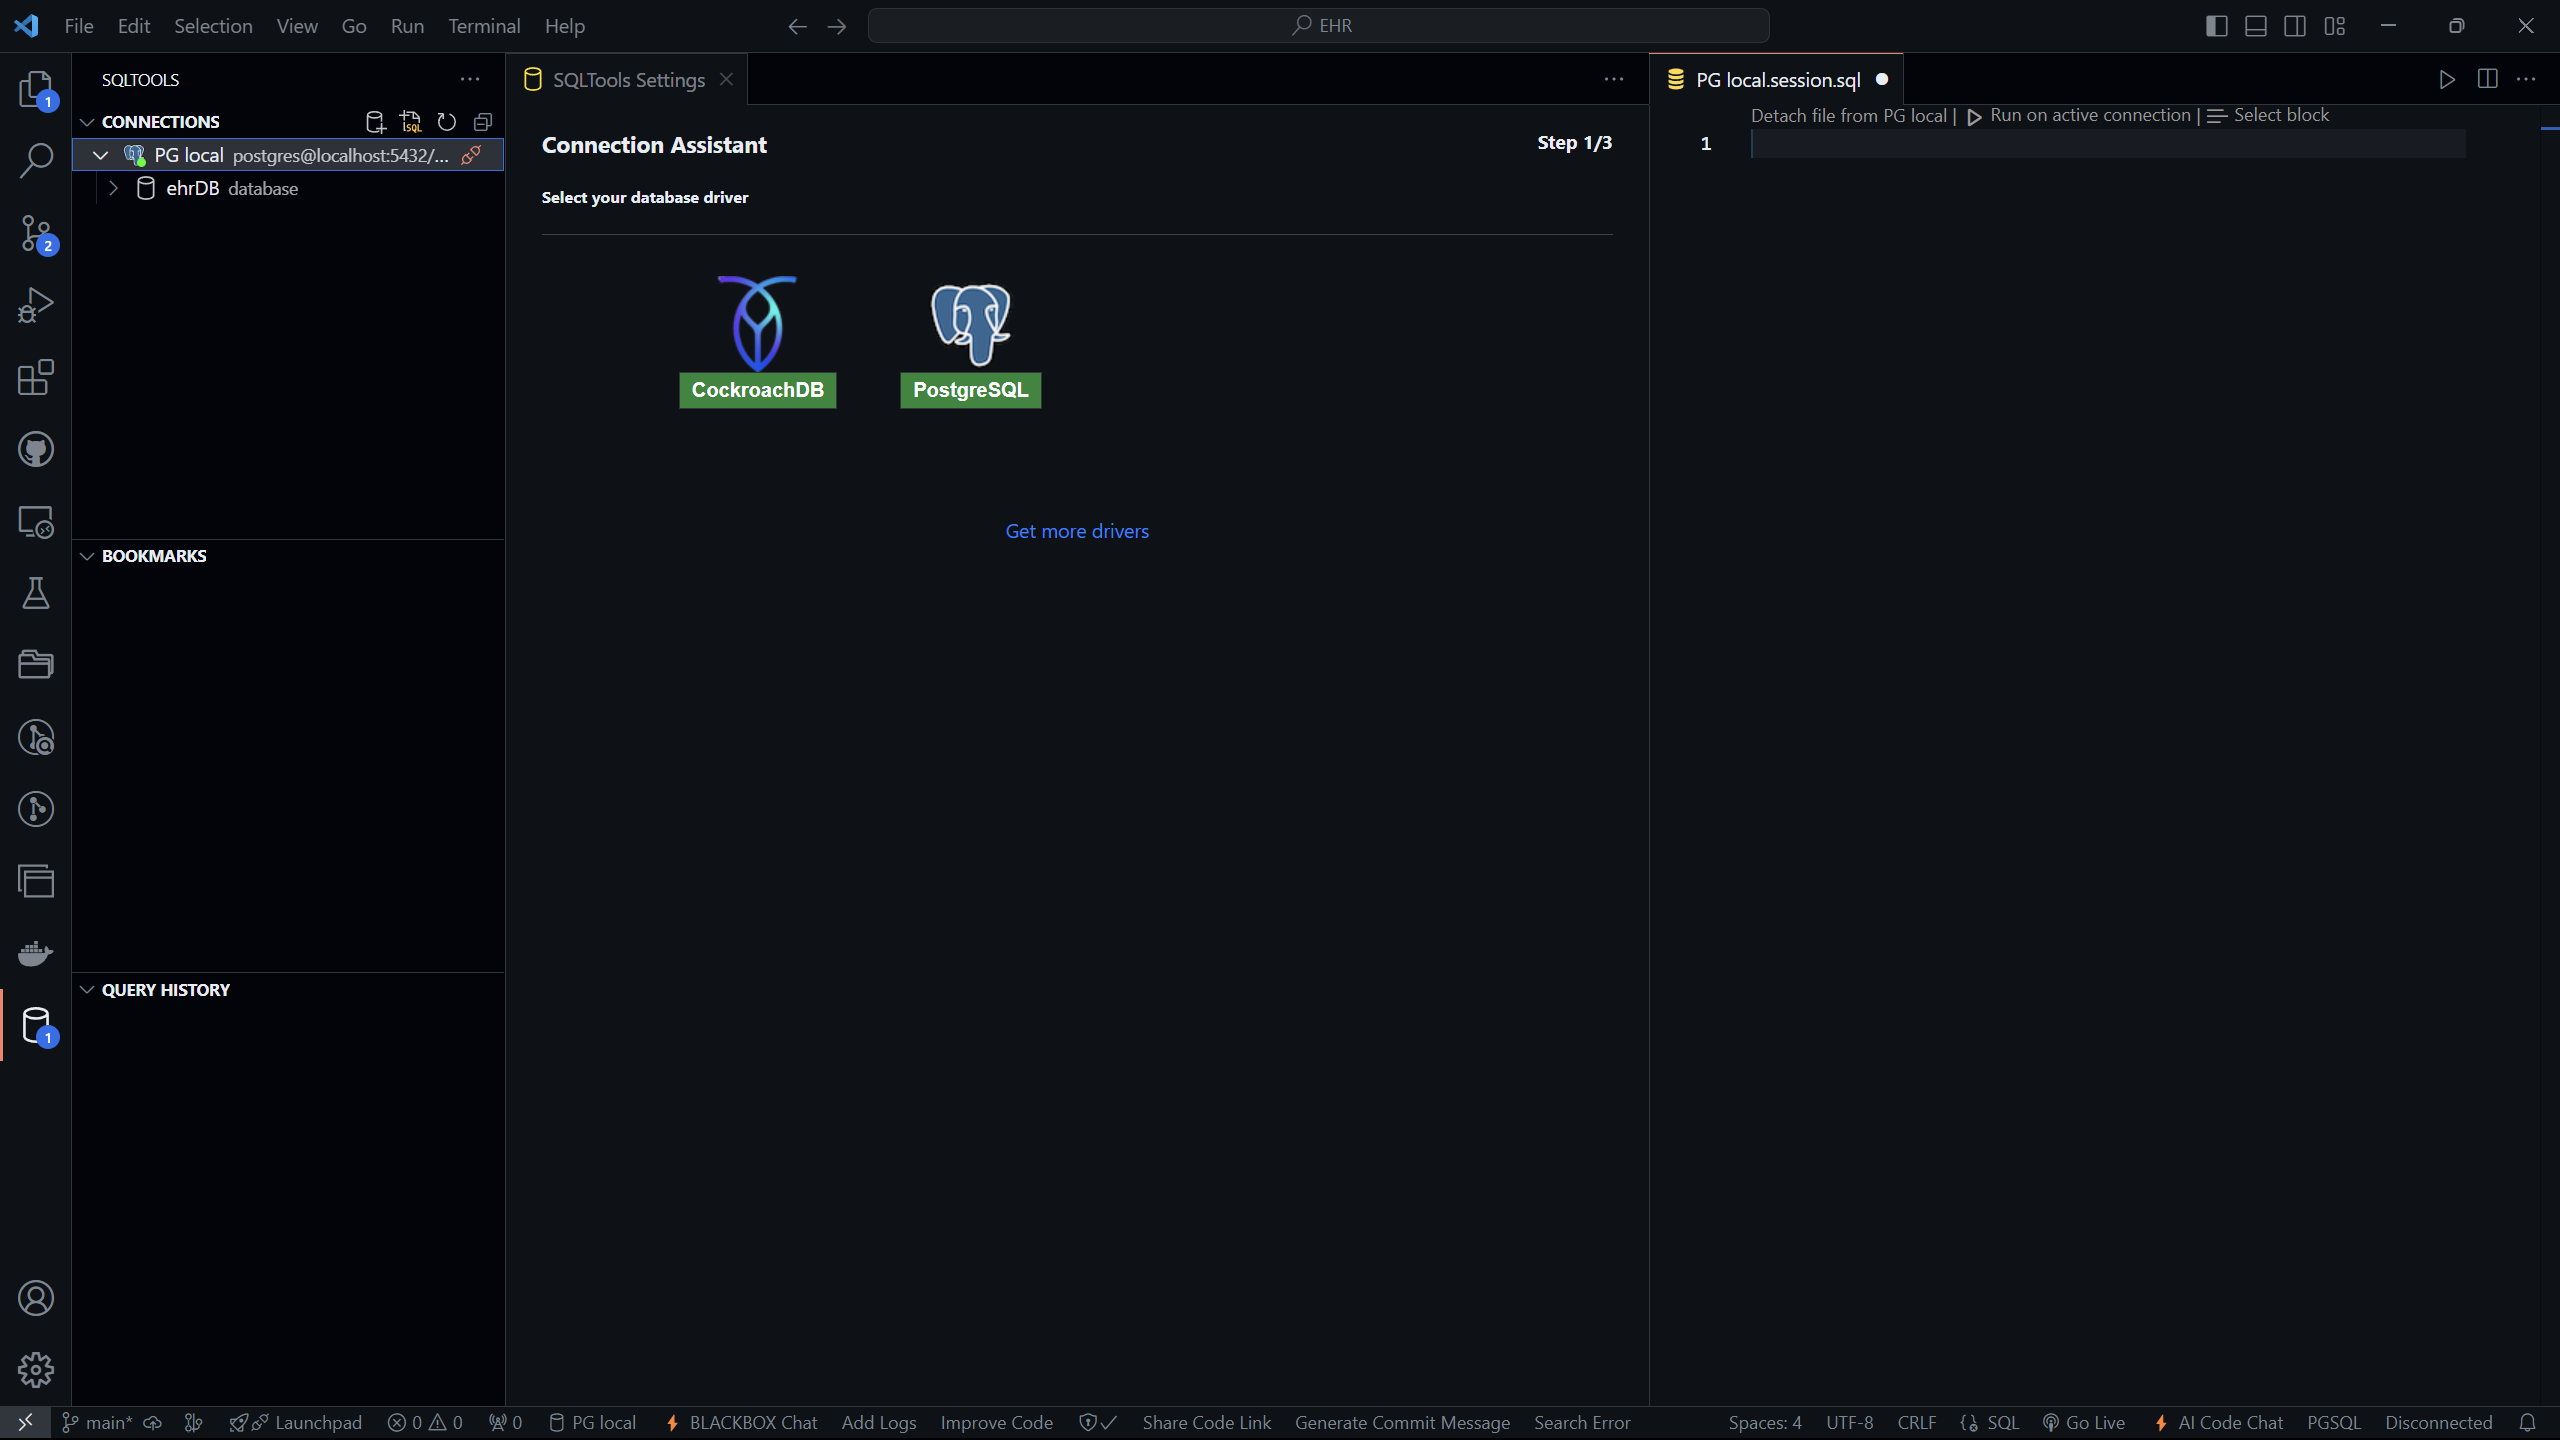 File Edit Selection View Go Run Terminal Help
EHR
SQLTOOLS
CONNECTIONS
SQL
PG local postgres@localhost:5432/...
ehrDB database
BOOKMARKS
QUERY HISTORY
1
2
1
SQLTools Settings
Connection Assistant
Step 1/3
Select your database driver
CockroachDB
PostgreSQL
Get more drivers
PG local.session.sql
Detach file from PG local | Run on active connection | Select block
1
main* Launchpad 0 0 0 PG local BLACKBOX Chat Add Logs Improve Code Share Code Link Generate Commit Message Search Error Spaces: 4 UTF-8 CRLF SQL Go Live AI Code Chat PGSQL Disconnected